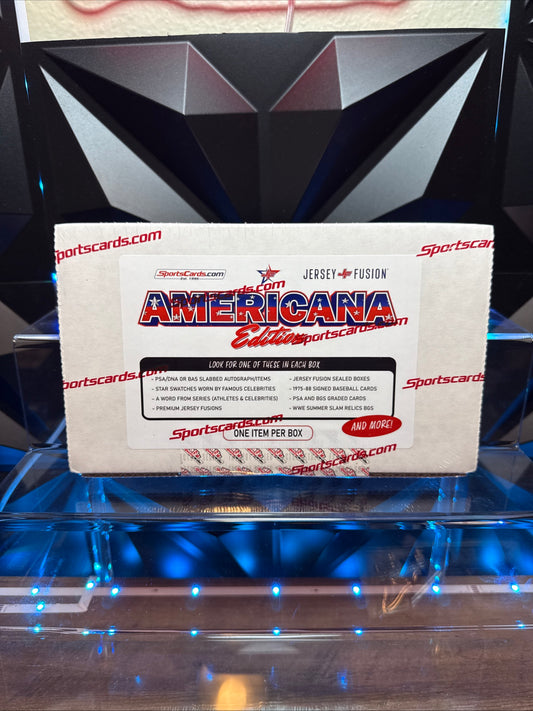 Sportscards.com
Sportscards.com
SportsCards.com
JERSEY FUSION
AMERICANA
Sportscards.com
Edition
LOOK FOR ONE OF THESE IN EACH BOX
- PSA/DNA OR BAS SLABBED AUTOGRAPH/ITEMS
- STAR SWATCHES WORN BY FAMOUS CELEBRITIES
- A WORD FROM SERIES (ATHLETES & CELEBRITIES)
- PREMIUM JERSEY FUSIONS
- JERSEY FUSION SEALED BOXES
- 1975-88 SIGNED BASEBALL CARDS
- PSA AND BGS GRADED CARDS
- WWE SUMMER SLAM RELICS BGS
Sportscards.com
Sportscards.com
ONE ITEM PER BOX
AND MORE!
Sportscards.com
Sportscards.com